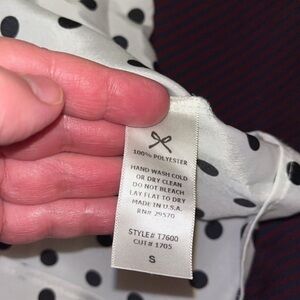 100% POLYESTER
HAND WASH COLD
OR DRY CLEAN
DO NOT BLEACH
LAY FLAT TO DRY
MADE IN U.S.A.
RN# 29570
STYLE# T7600
CUT# 1705
S